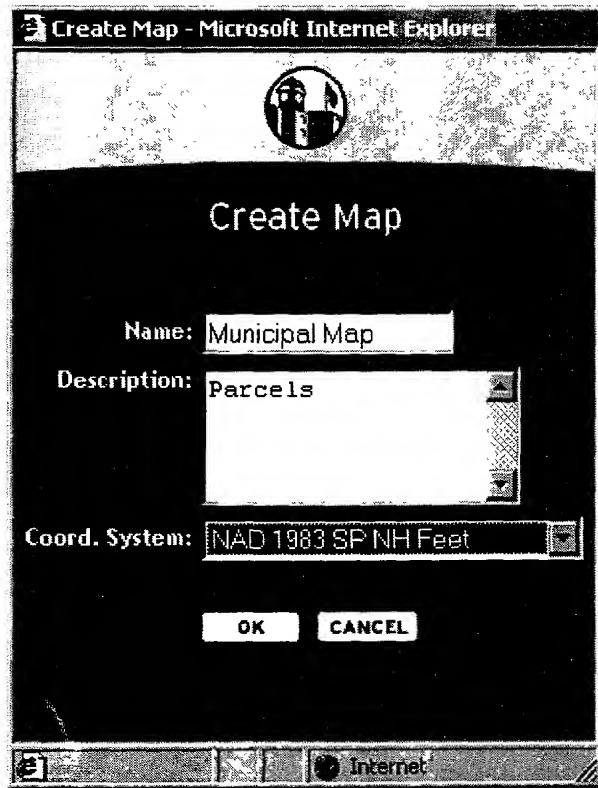 Create Map - Microsoft Internet Explorer
Create Map
Name: Municipal Map
Description: Parcels
Coord. System: NAD 1983 SP NH Feet
OK CANCEL
Internet